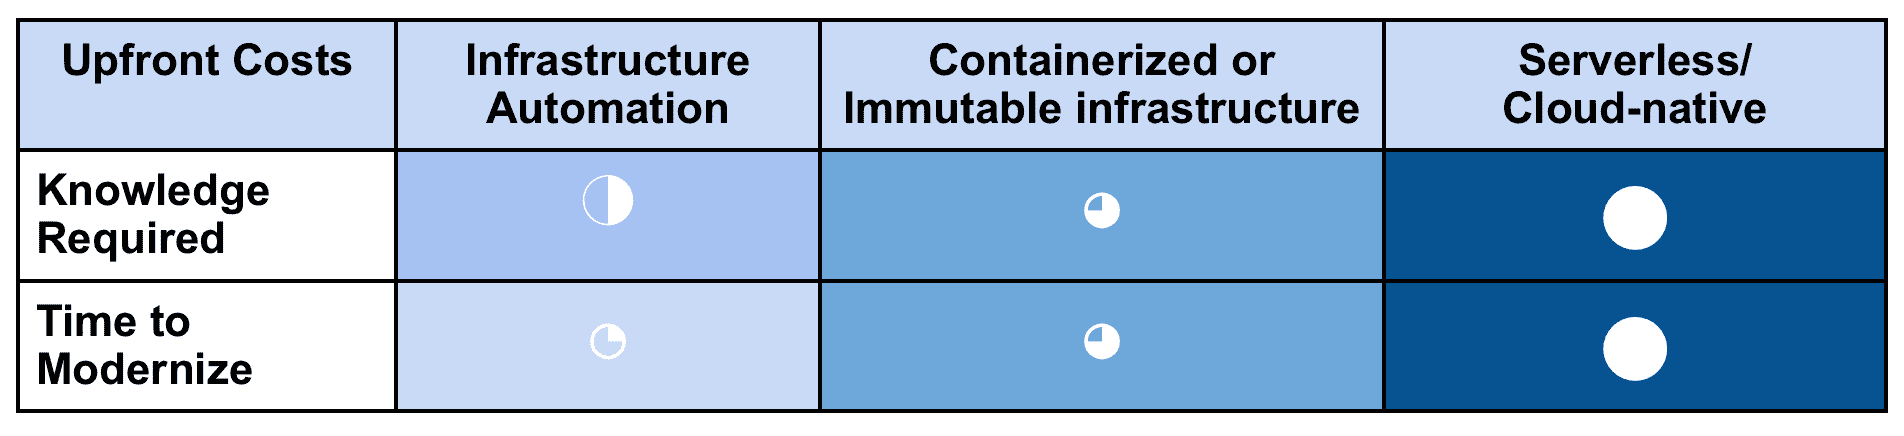 Upfront Costs
Infrastructure
Automation
Containerized or
Immutable infrastructure
Serverless/
Cloud-native
Knowledge
Required
Time to
Modernize